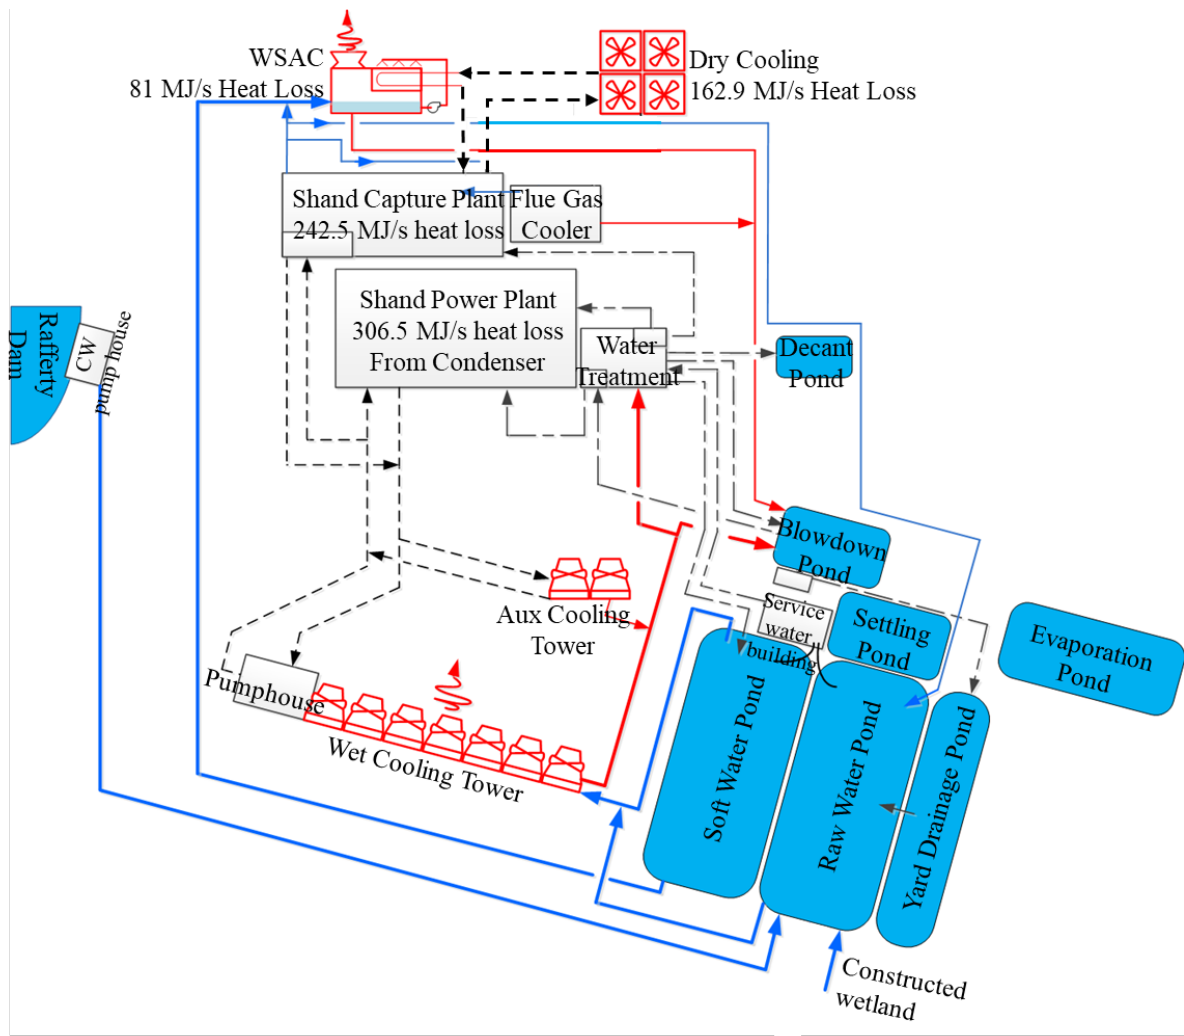 WSAC
81 MJ/s Heat Loss
Dry Cooling
162.9 MJ/s Heat Loss
Shand Capture Plant
242.5 MJ/s heat loss
Flue Gas
Cooler
Shand Power Plant
306.5 MJ/s heat loss
From Condenser
Water
Treatment
Decant
Pond
Rafferty
Dam
CW
pump house
Blowdown
Pond
Service
water
building
Settling
Pond
Evaporation
Pond
Aux Cooling
Tower
Pumphouse
Wet Cooling Tower
Soft Water Pond
Raw Water Pond
Yard Drainage Pond
Constructed
wetland